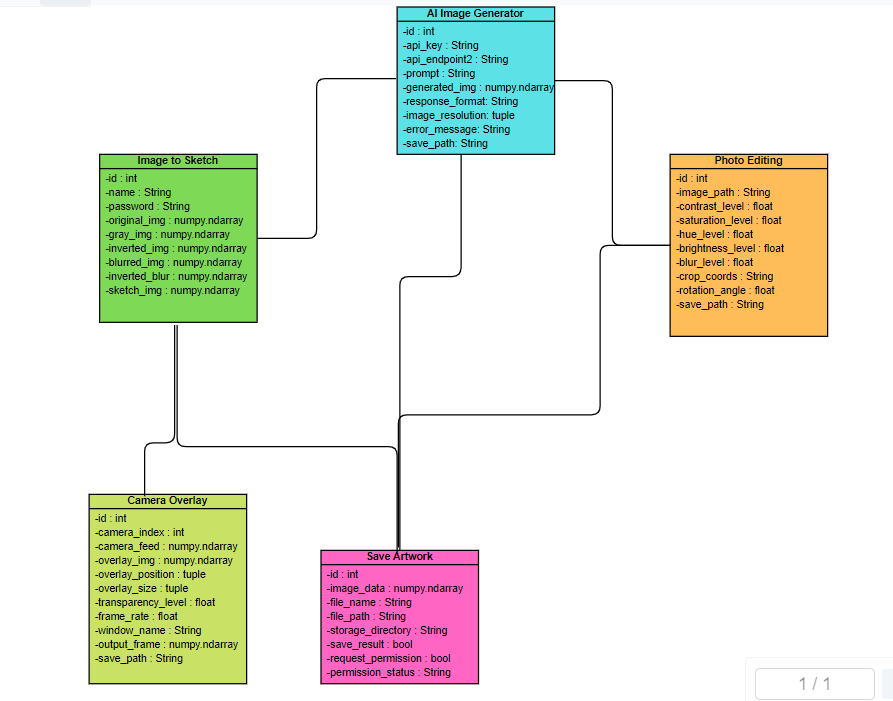 AI Image Generator
-id : int
-api_key : String
-api_endpoint2 : String
-prompt : String
-generated_img : numpy.ndarray
-response_format: String
-image_resolution: tuple
-error_message: String
-save_path: String
Image to Sketch
-id : int
-name : String
-password : String
-original_img : numpy.ndarray
-gray_img : numpy.ndarray
-inverted_img : numpy.ndarray
-blurred_img : numpy.ndarray
-inverted_blur : numpy.ndarray
-sketch_img : numpy.ndarray
Photo Editing
-id : int
-image_path : String
-contrast_level : float
-saturation_level : float
-hue_level : float
-brightness_level : float
-blur_level : float
-crop_coords : String
-rotation_angle : float
-save_path : String
Camera Overlay
-id : int
-camera_index : int
-camera_feed : numpy.ndarray
-overlay_img : numpy.ndarray
-overlay_position : tuple
-overlay_size : tuple
-transparency_level : float
-frame_rate : float
-window_name : String
-output_frame : numpy.ndarray
-save_path : String
Save Artwork
-id : int
-image_data : numpy.ndarray
-file_name : String
-file_path : String
-storage_directory : String
-save_result : bool
-request_permission : bool
-permission_status : String
1 / 1